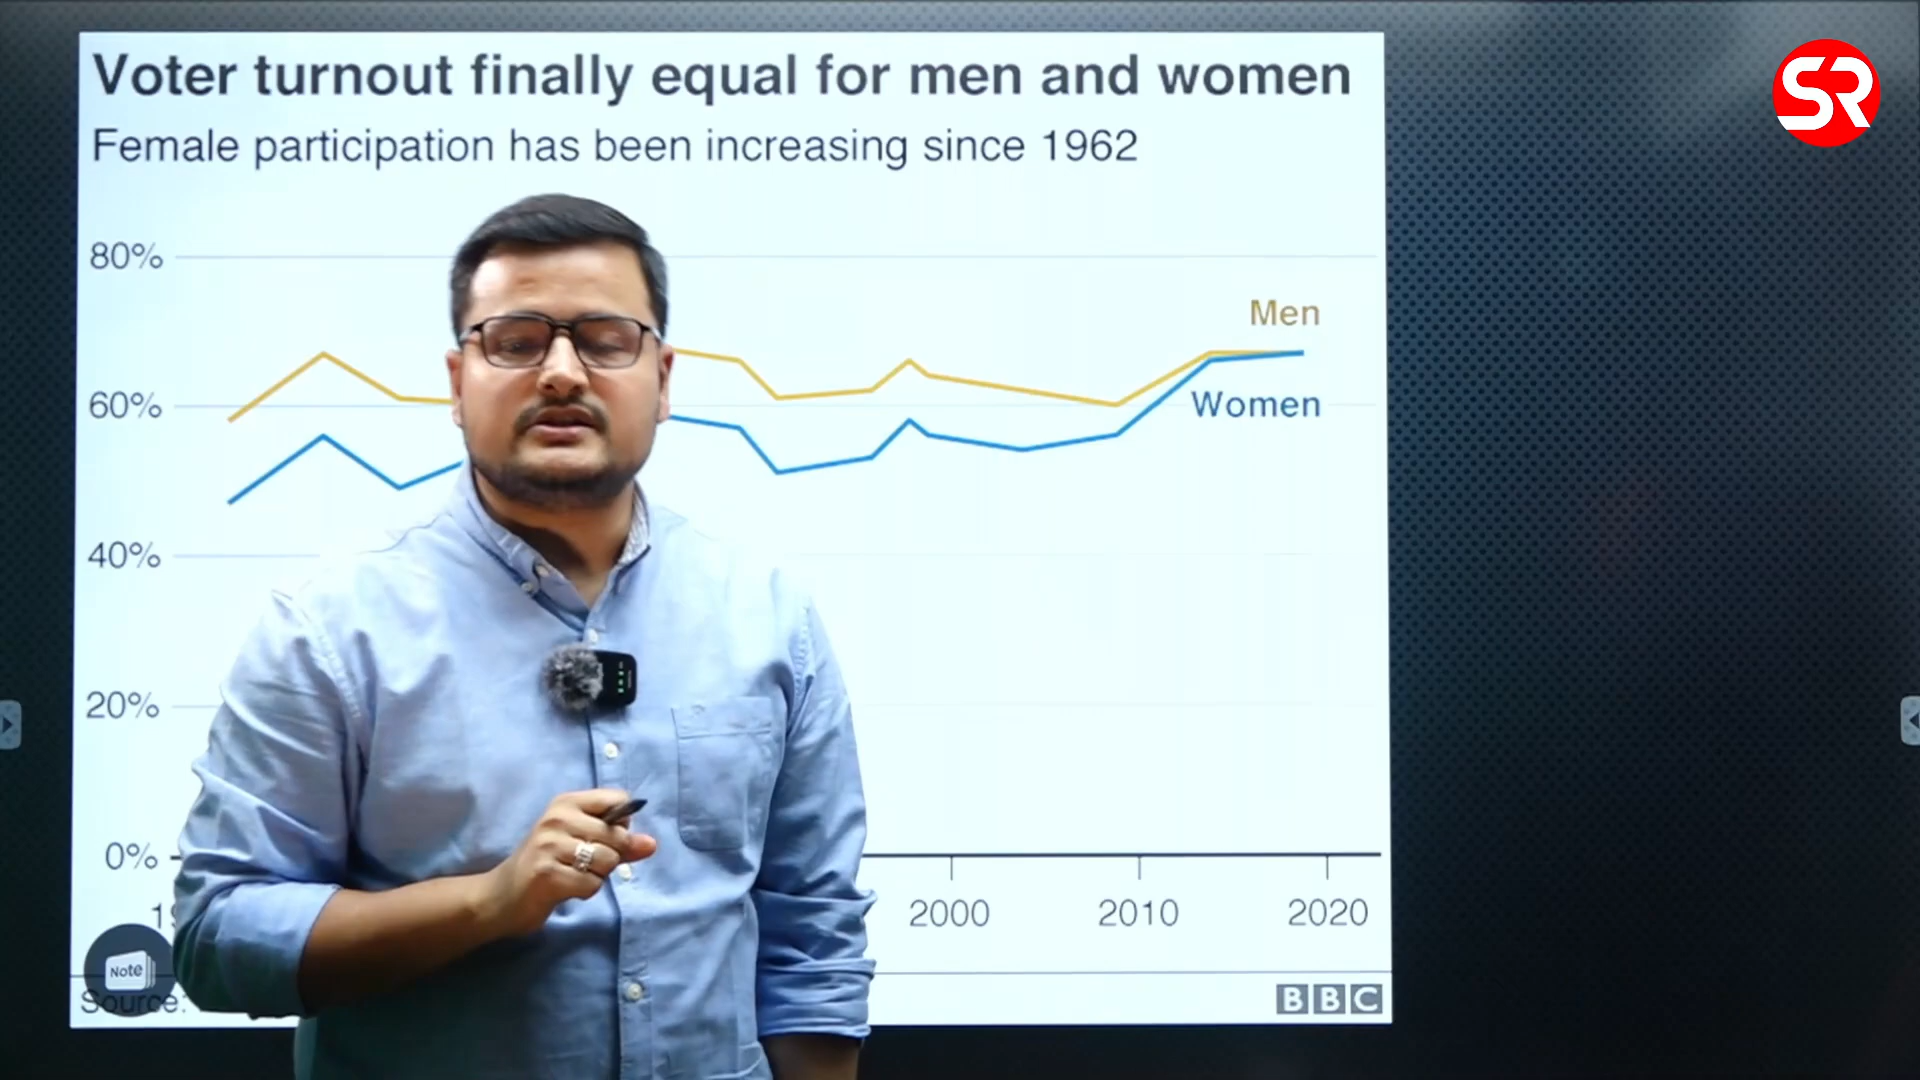 Voter turnout finally equal for men and women
Female participation has been increasing since 1962
SR
80%
Men
60%
Women
40%
20%
0%
2000
2010
2020
Note
Source:
BBC